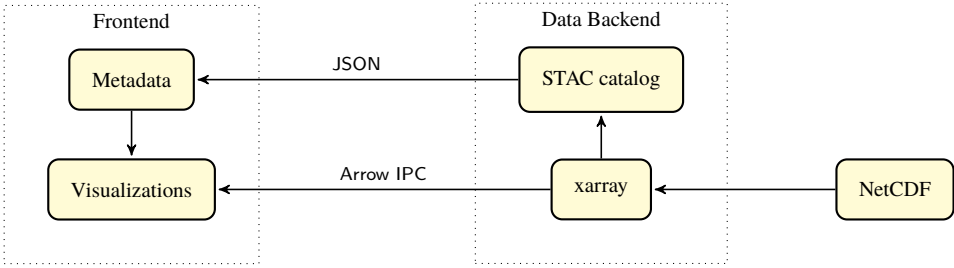 Frontend
Data Backend
Metadata
JSON
STAC catalog
Visualizations
Arrow IPC
xarray
NetCDF